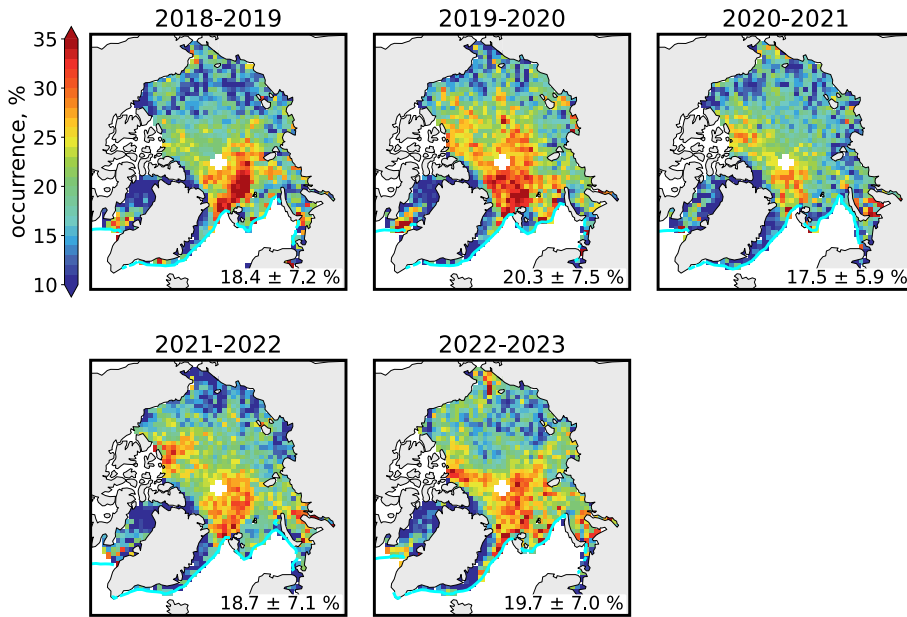 2018-2019
2019-2020
2020-2021
occurrence, %
35
30
25
20
15
10
18.4 ± 7.2 %
20.3 ± 7.5 %
17.5 ± 5.9 %
2021-2022
2022-2023
18.7 ± 7.1 %
19.7 ± 7.0 %